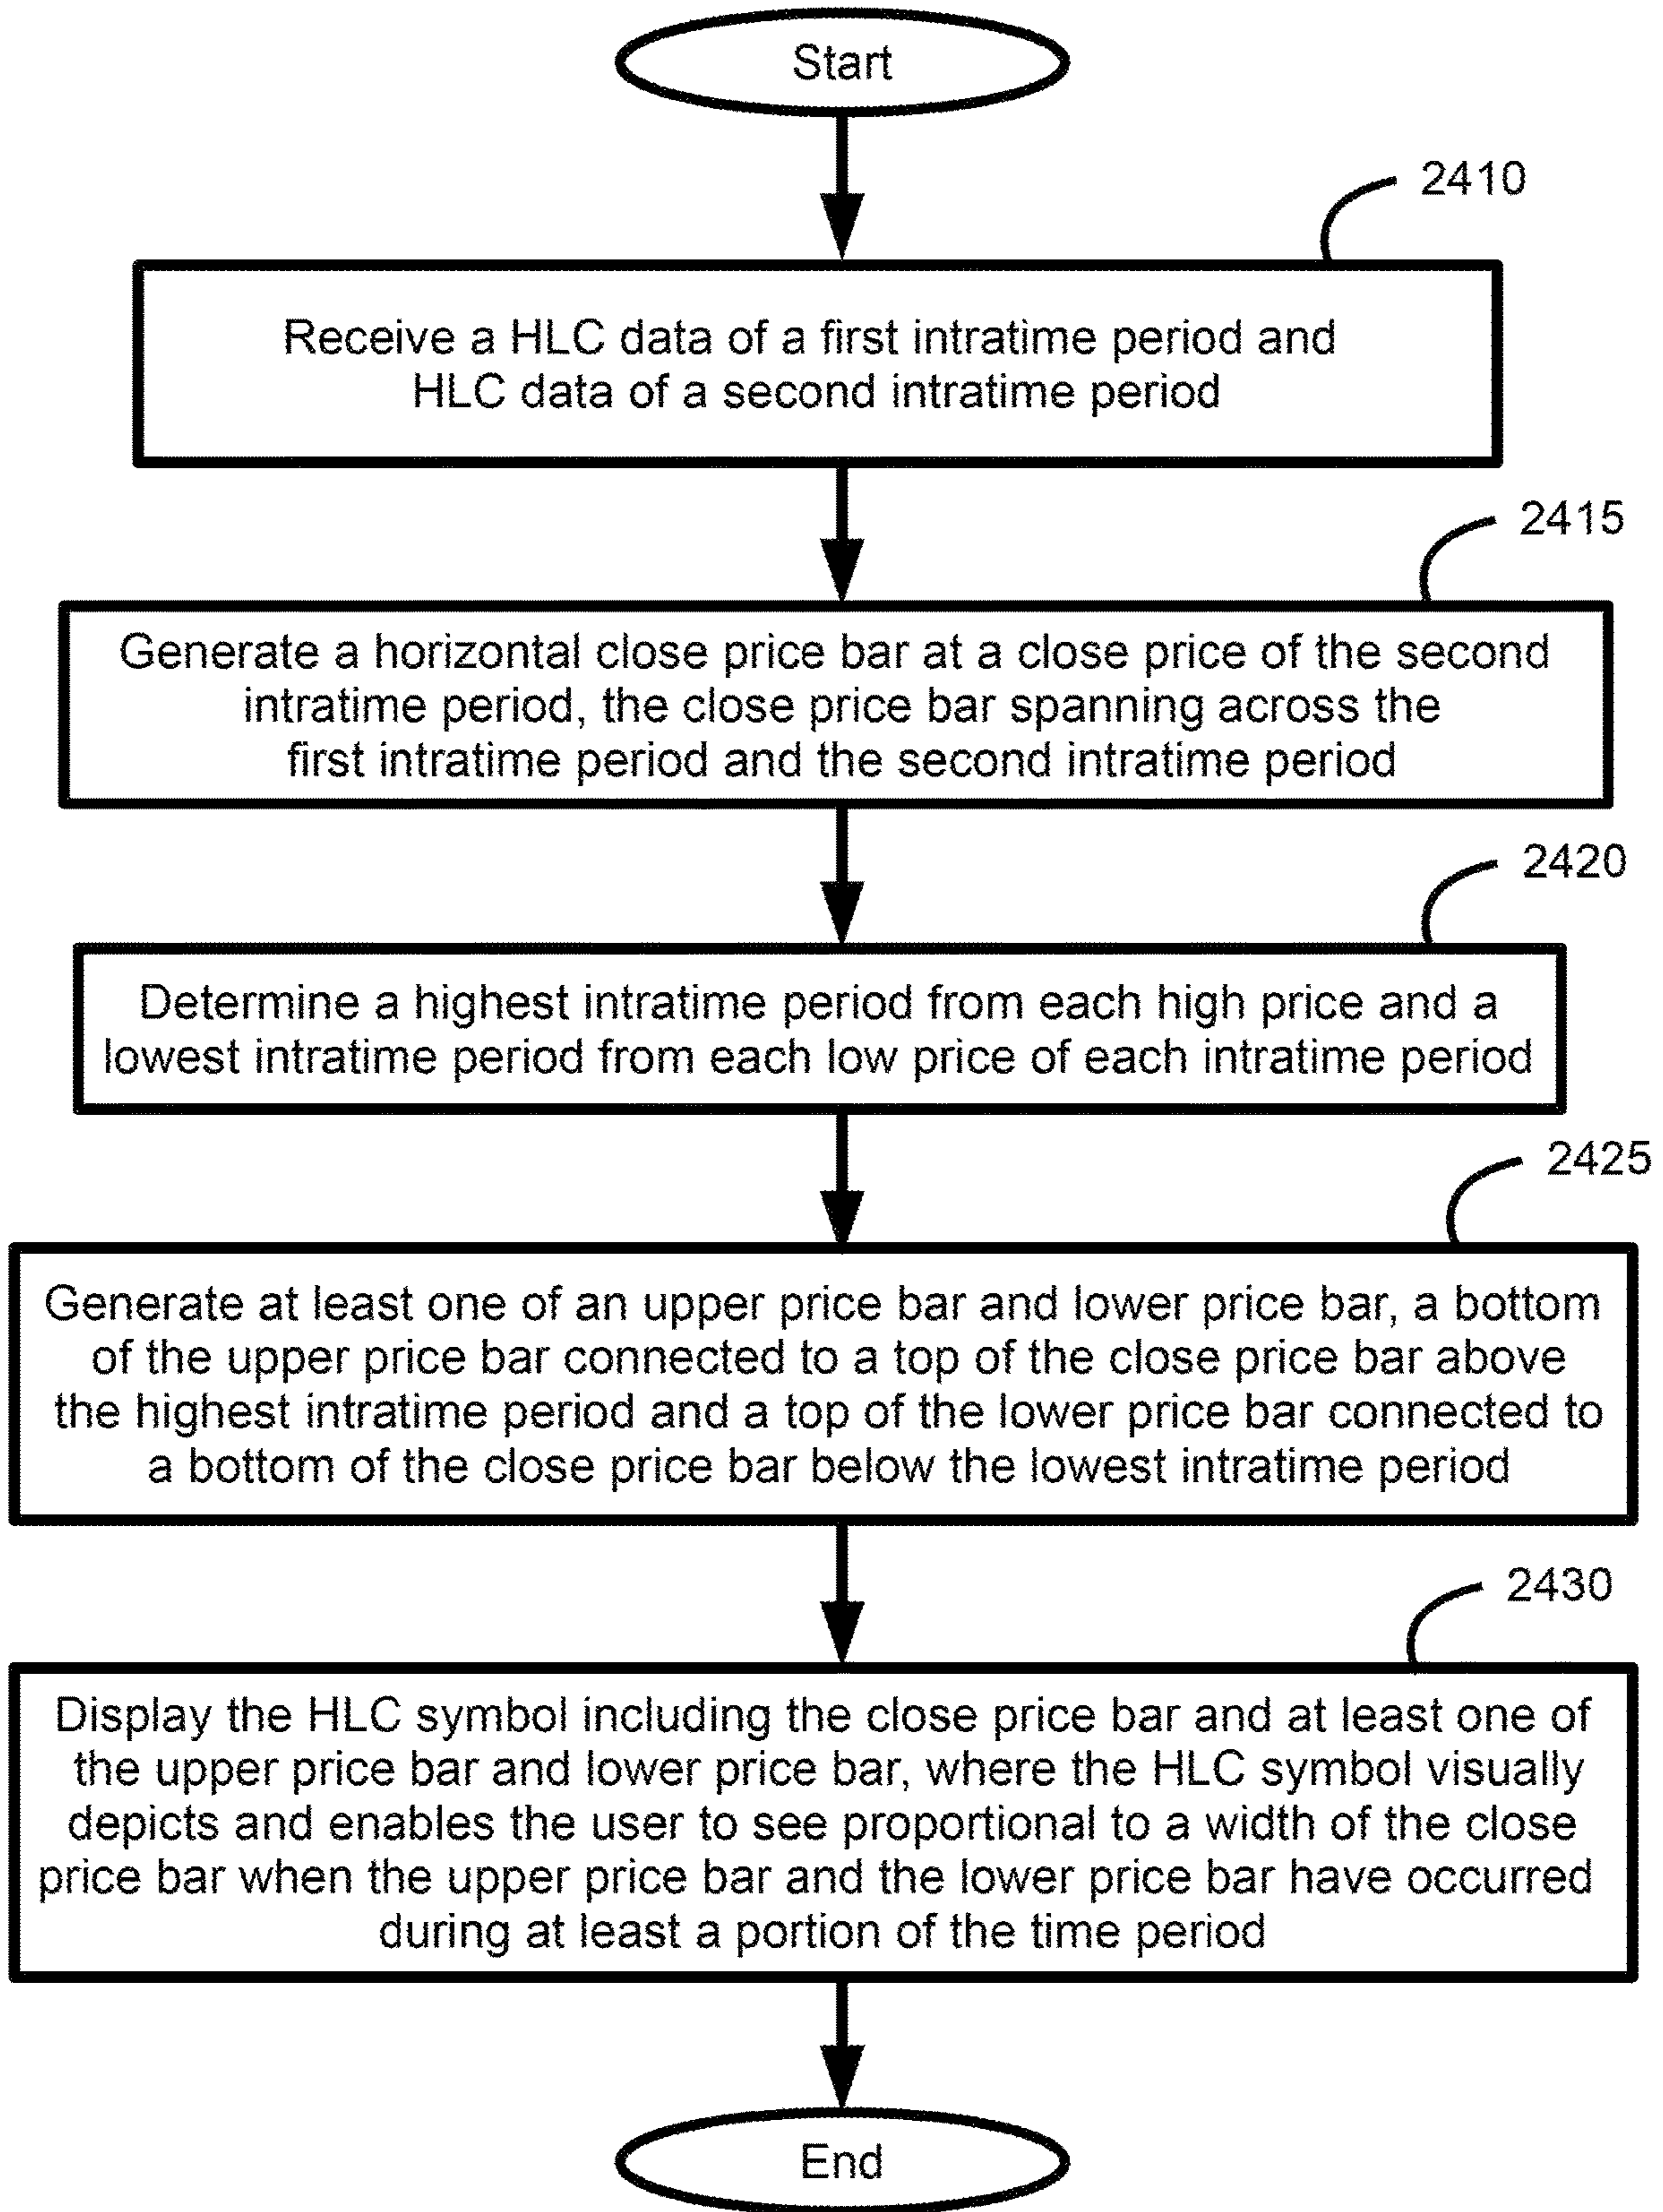 Start
2410
Receive a HLC data of a first intratime period and
HLC data of a second intratime period
2415
Generate a horizontal close price bar at a close price of the second
intratime period, the close price bar spanning across the
first intratime period and the second intratime period
2420
Determine a highest intratime period from each high price and a
lowest intratime period from each low price of each intratime period
2425
Generate at least one of an upper price bar and lower price bar, a bottom
of the upper price bar connected to a top of the close price bar above
the highest intratime period and a top of the lower price bar connected to
a bottom of the close price bar below the lowest intratime period
2430
Display the HLC symbol including the close price bar and at least one of
the upper price bar and lower price bar, where the HLC symbol visually
depicts and enables the user to see proportional to a width of the close
price bar when the upper price bar and the lower price bar have occurred
during at least a portion of the time period
End